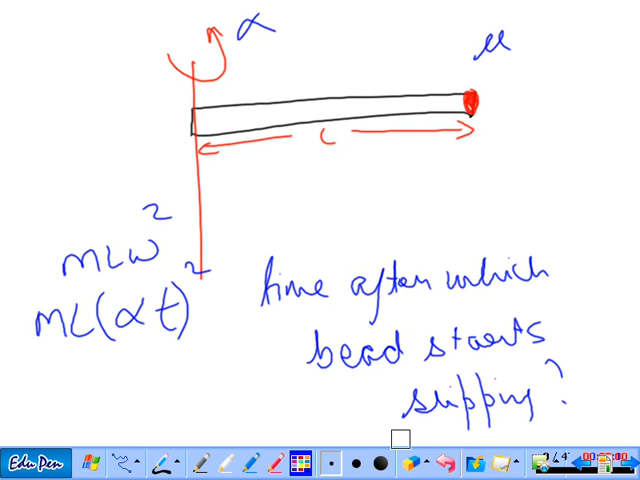 α
μ
L
MLω²
ML(αt)²
time after which
bead starts
slipping?
Edu Pen